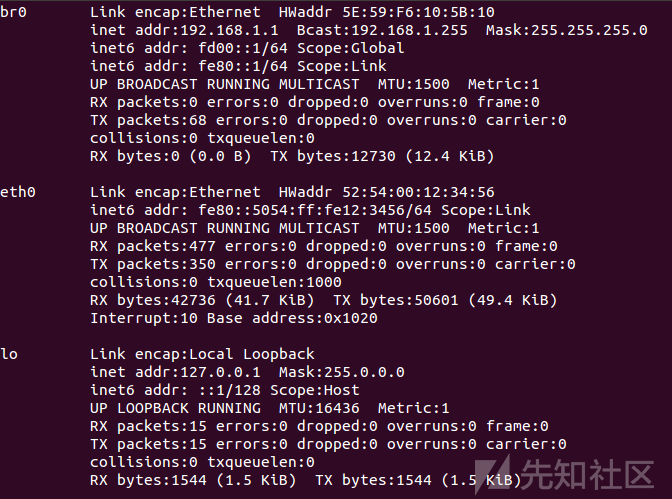 br0 Link encap:Ethernet HWaddr 5E:59:F6:10:5B:10
inet addr:192.168.1.1 Bcast:192.168.1.255 Mask:255.255.255.0
inet6 addr: fd00::1/64 Scope:Global
inet6 addr: fe80::1/64 Scope:Link
UP BROADCAST RUNNING MULTICAST MTU:1500 Metric:1
RX packets:0 errors:0 dropped:0 overruns:0 frame:0
TX packets:68 errors:0 dropped:0 overruns:0 carrier:0
collisions:0 txqueuelen:0
RX bytes:0 (0.0 B) TX bytes:12730 (12.4 KiB)
eth0 Link encap:Ethernet HWaddr 52:54:00:12:34:56
inet6 addr: fe80::5054:ff:fe12:3456/64 Scope:Link
UP BROADCAST RUNNING MULTICAST MTU:1500 Metric:1
RX packets:477 errors:0 dropped:0 overruns:0 frame:0
TX packets:350 errors:0 dropped:0 overruns:0 carrier:0
collisions:0 txqueuelen:1000
RX bytes:42736 (41.7 KiB) TX bytes:50601 (49.4 KiB)
Interrupt:10 Base address:0x1020
lo Link encap:Local Loopback
inet addr:127.0.0.1 Mask:255.0.0.0
inet6 addr: ::1/128 Scope:Host
UP LOOPBACK RUNNING MTU:16436 Metric:1
RX packets:15 errors:0 dropped:0 overruns:0 frame:0
TX packets:15 errors:0 dropped:0 overruns:0 carrier:0
collisions:0 txqueuelen:0
RX bytes:1544 (1.5 KiB) TX bytes:1544 (1.5 KiB)
先知社区